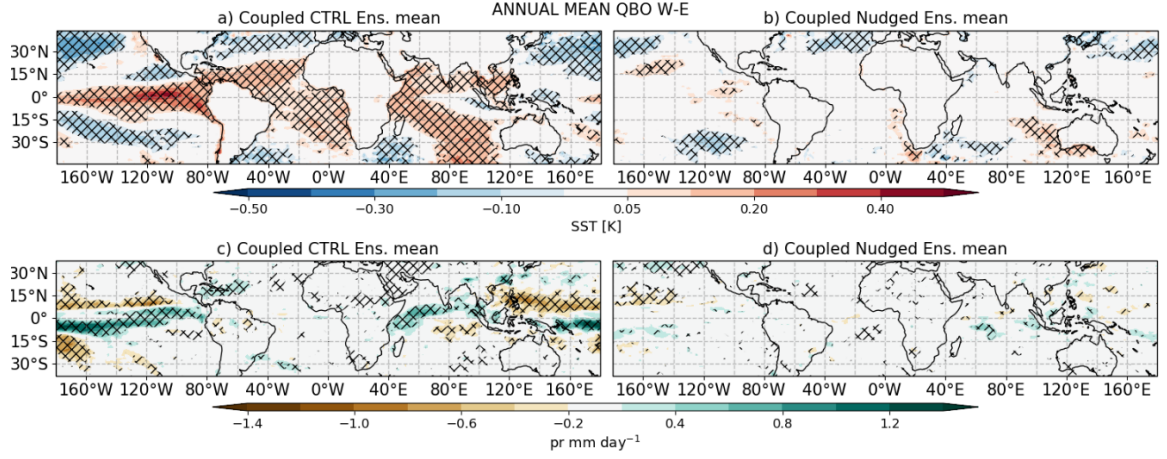 ANNUAL MEAN QBO W-E
a) Coupled CTRL Ens. mean
b) Coupled Nudged Ens. mean
30°N
15°N
0°
15°S
30°S
160°W 120°W 80°W 40°W 0°W 40°E 80°E 120°E 160°E
160°W 120°W 80°W 40°W 0°W 40°E 80°E 120°E 160°E
−0.50 −0.30 −0.10 0.05 0.20 0.40
SST [K]
c) Coupled CTRL Ens. mean
d) Coupled Nudged Ens. mean
30°N
15°N
0°
15°S
30°S
160°W 120°W 80°W 40°W 0°W 40°E 80°E 120°E 160°E
160°W 120°W 80°W 40°W 0°W 40°E 80°E 120°E 160°E
−1.4 −1.0 −0.6 −0.2 0.4 0.8 1.2
pr mm day⁻¹